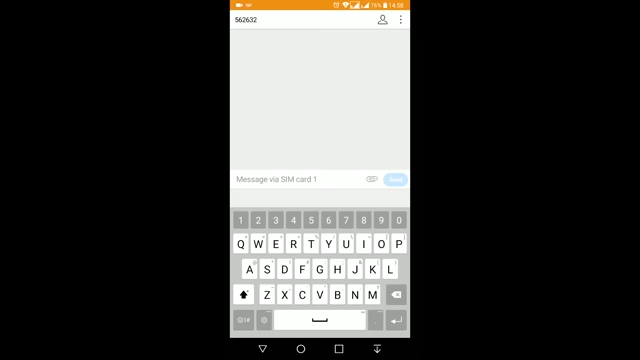 76% 14:58
562632
Message via SIM card 1 Send
1 2 3 4 5 6 7 8 9 0
Q W E R T Y U I O P
A S D F G H J K L
Z X C V B N M